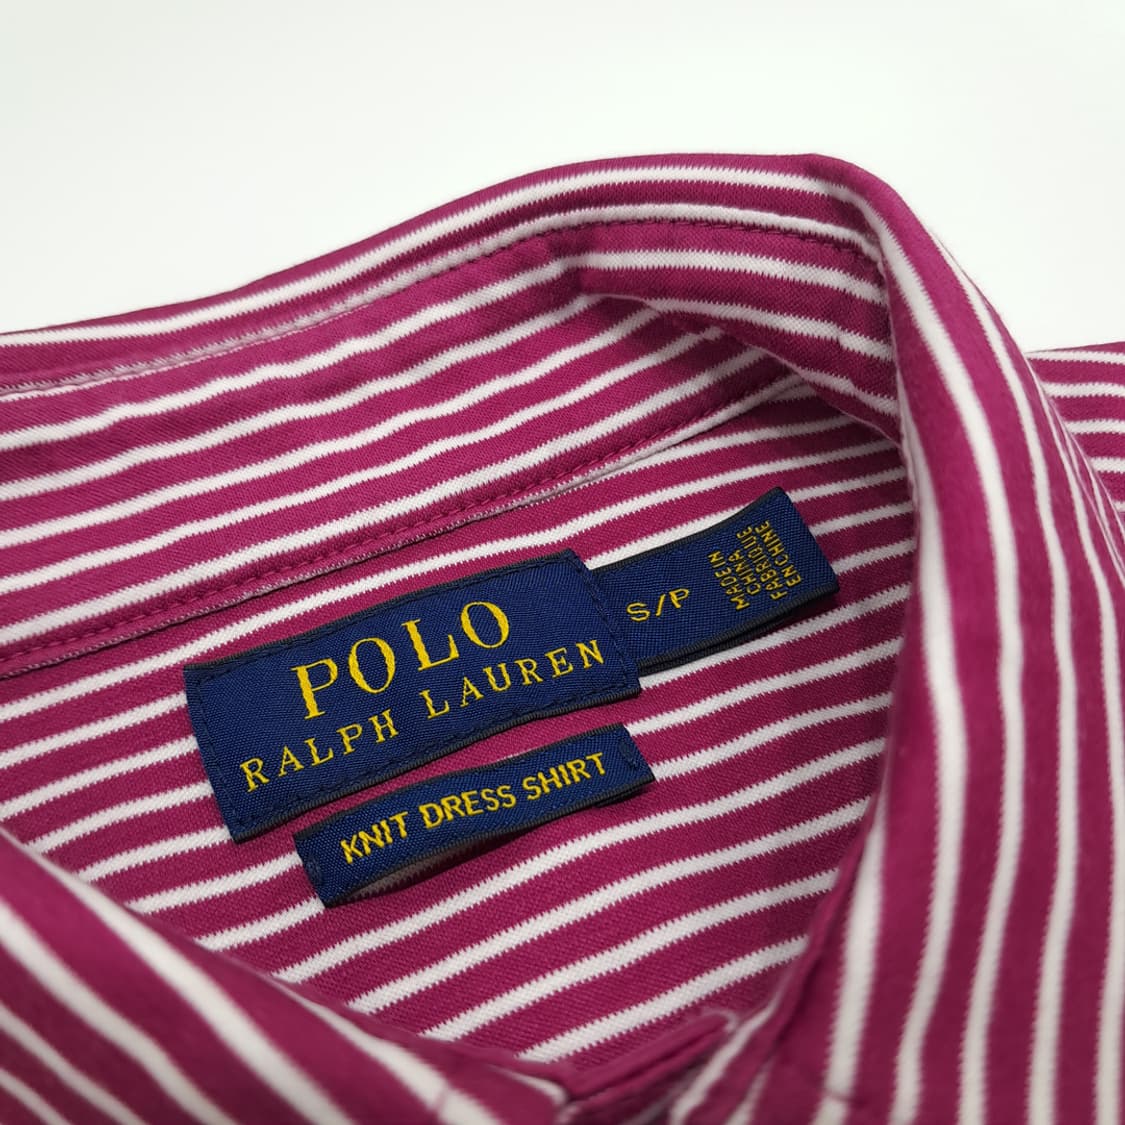 POLO
RALPH LAUREN
KNIT DRESS SHIRT
S/P
MADE IN
CHINA
FABRIQUE
EN CHINE